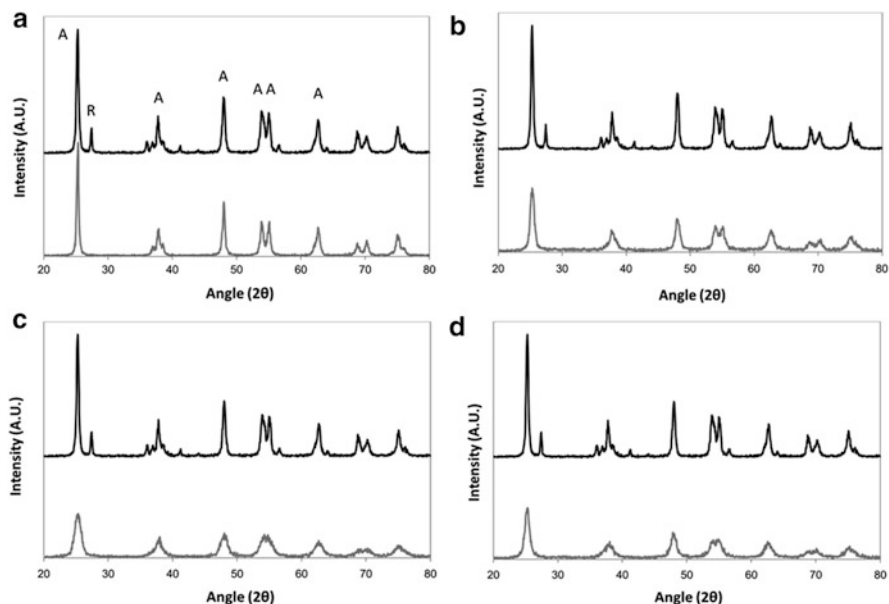 a
A
R
A
A
A A
A
Intensity (A.U.)
20 30 40 50 60 70 80
Angle (2θ)
b
Intensity (A.U.)
20 30 40 50 60 70 80
Angle (2θ)
c
Intensity (A.U.)
20 30 40 50 60 70 80
Angle (2θ)
d
Intensity (A.U.)
20 30 40 50 60 70 80
Angle (2θ)